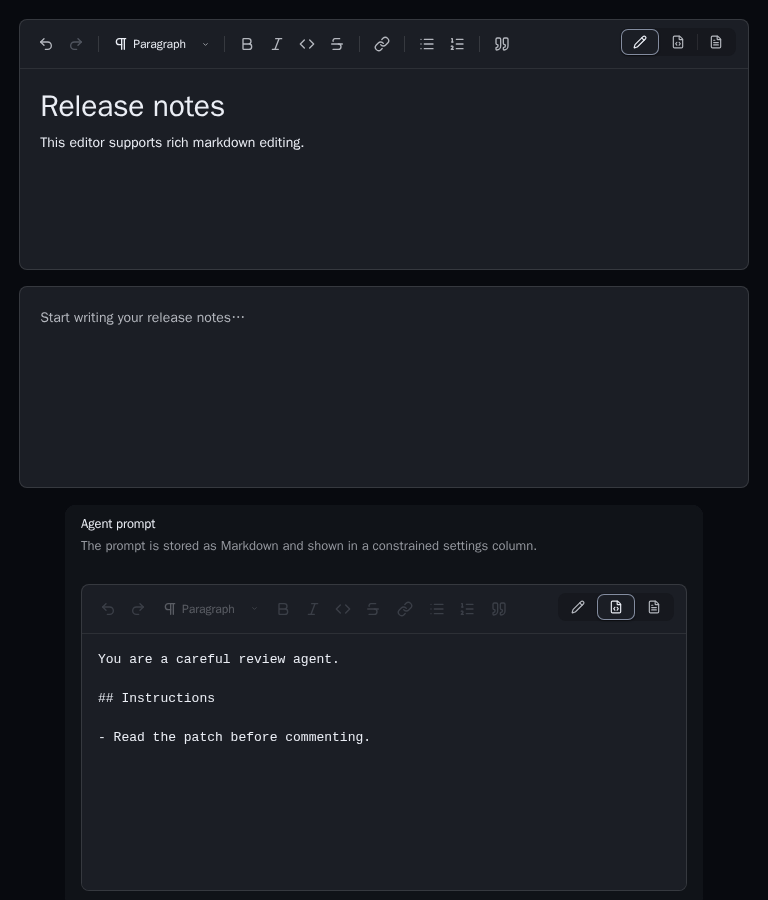 Paragraph
Release notes
This editor supports rich markdown editing.
Start writing your release notes…
Agent prompt
The prompt is stored as Markdown and shown in a constrained settings column.
Paragraph
You are a careful review agent.
## Instructions
- Read the patch before commenting.